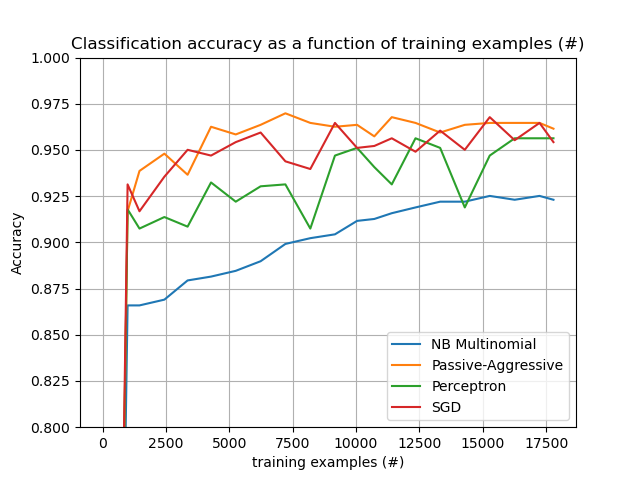 Classification accuracy as a function of training examples (#)
1.000
0.975
0.950
0.925
0.900
0.875
0.850
0.825
0.800
Accuracy
NB Multinomial
Passive-Aggressive
Perceptron
SGD
0 2500 5000 7500 10000 12500 15000 17500
training examples (#)